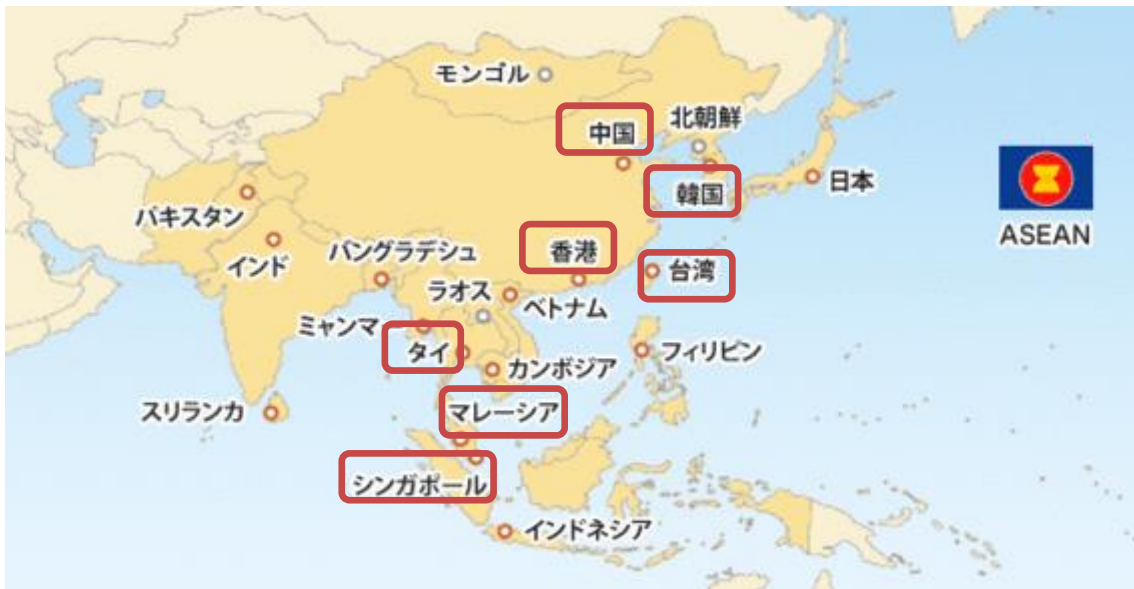 モンゴル
中国
北朝鮮
韓国
日本
ASEAN
パキスタン
インド
バングラデシュ
香港
台湾
ラオス
ベトナム
ミャンマ
タイ
カンボジア
フィリピン
スリランカ
マレーシア
シンガポール
インドネシア